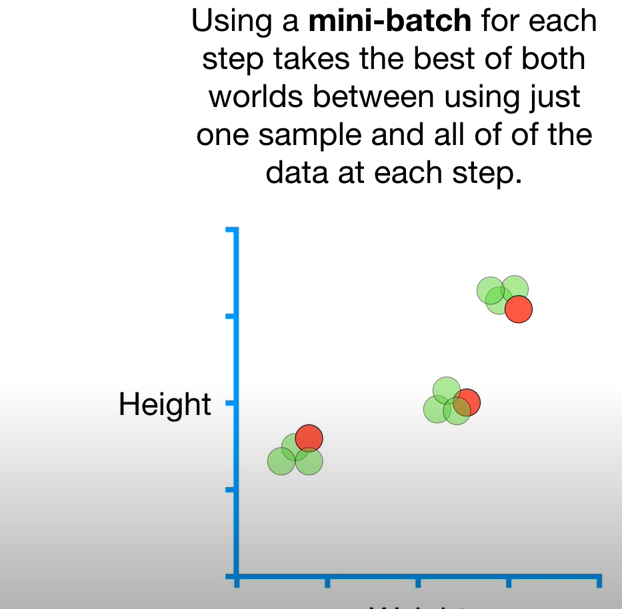 Using a mini-batch for each
step takes the best of both
worlds between using just
one sample and all of of the
data at each step.
Height